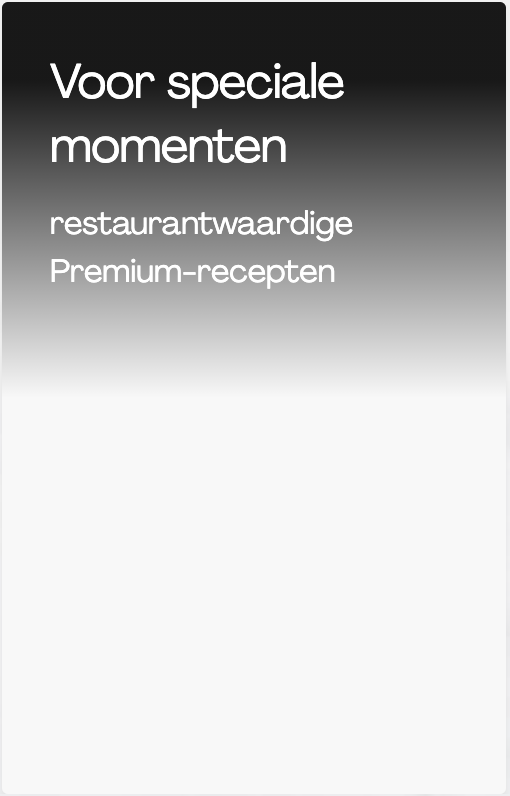 Voor speciale
momenten
restaurantwaardige
Premium-recepten